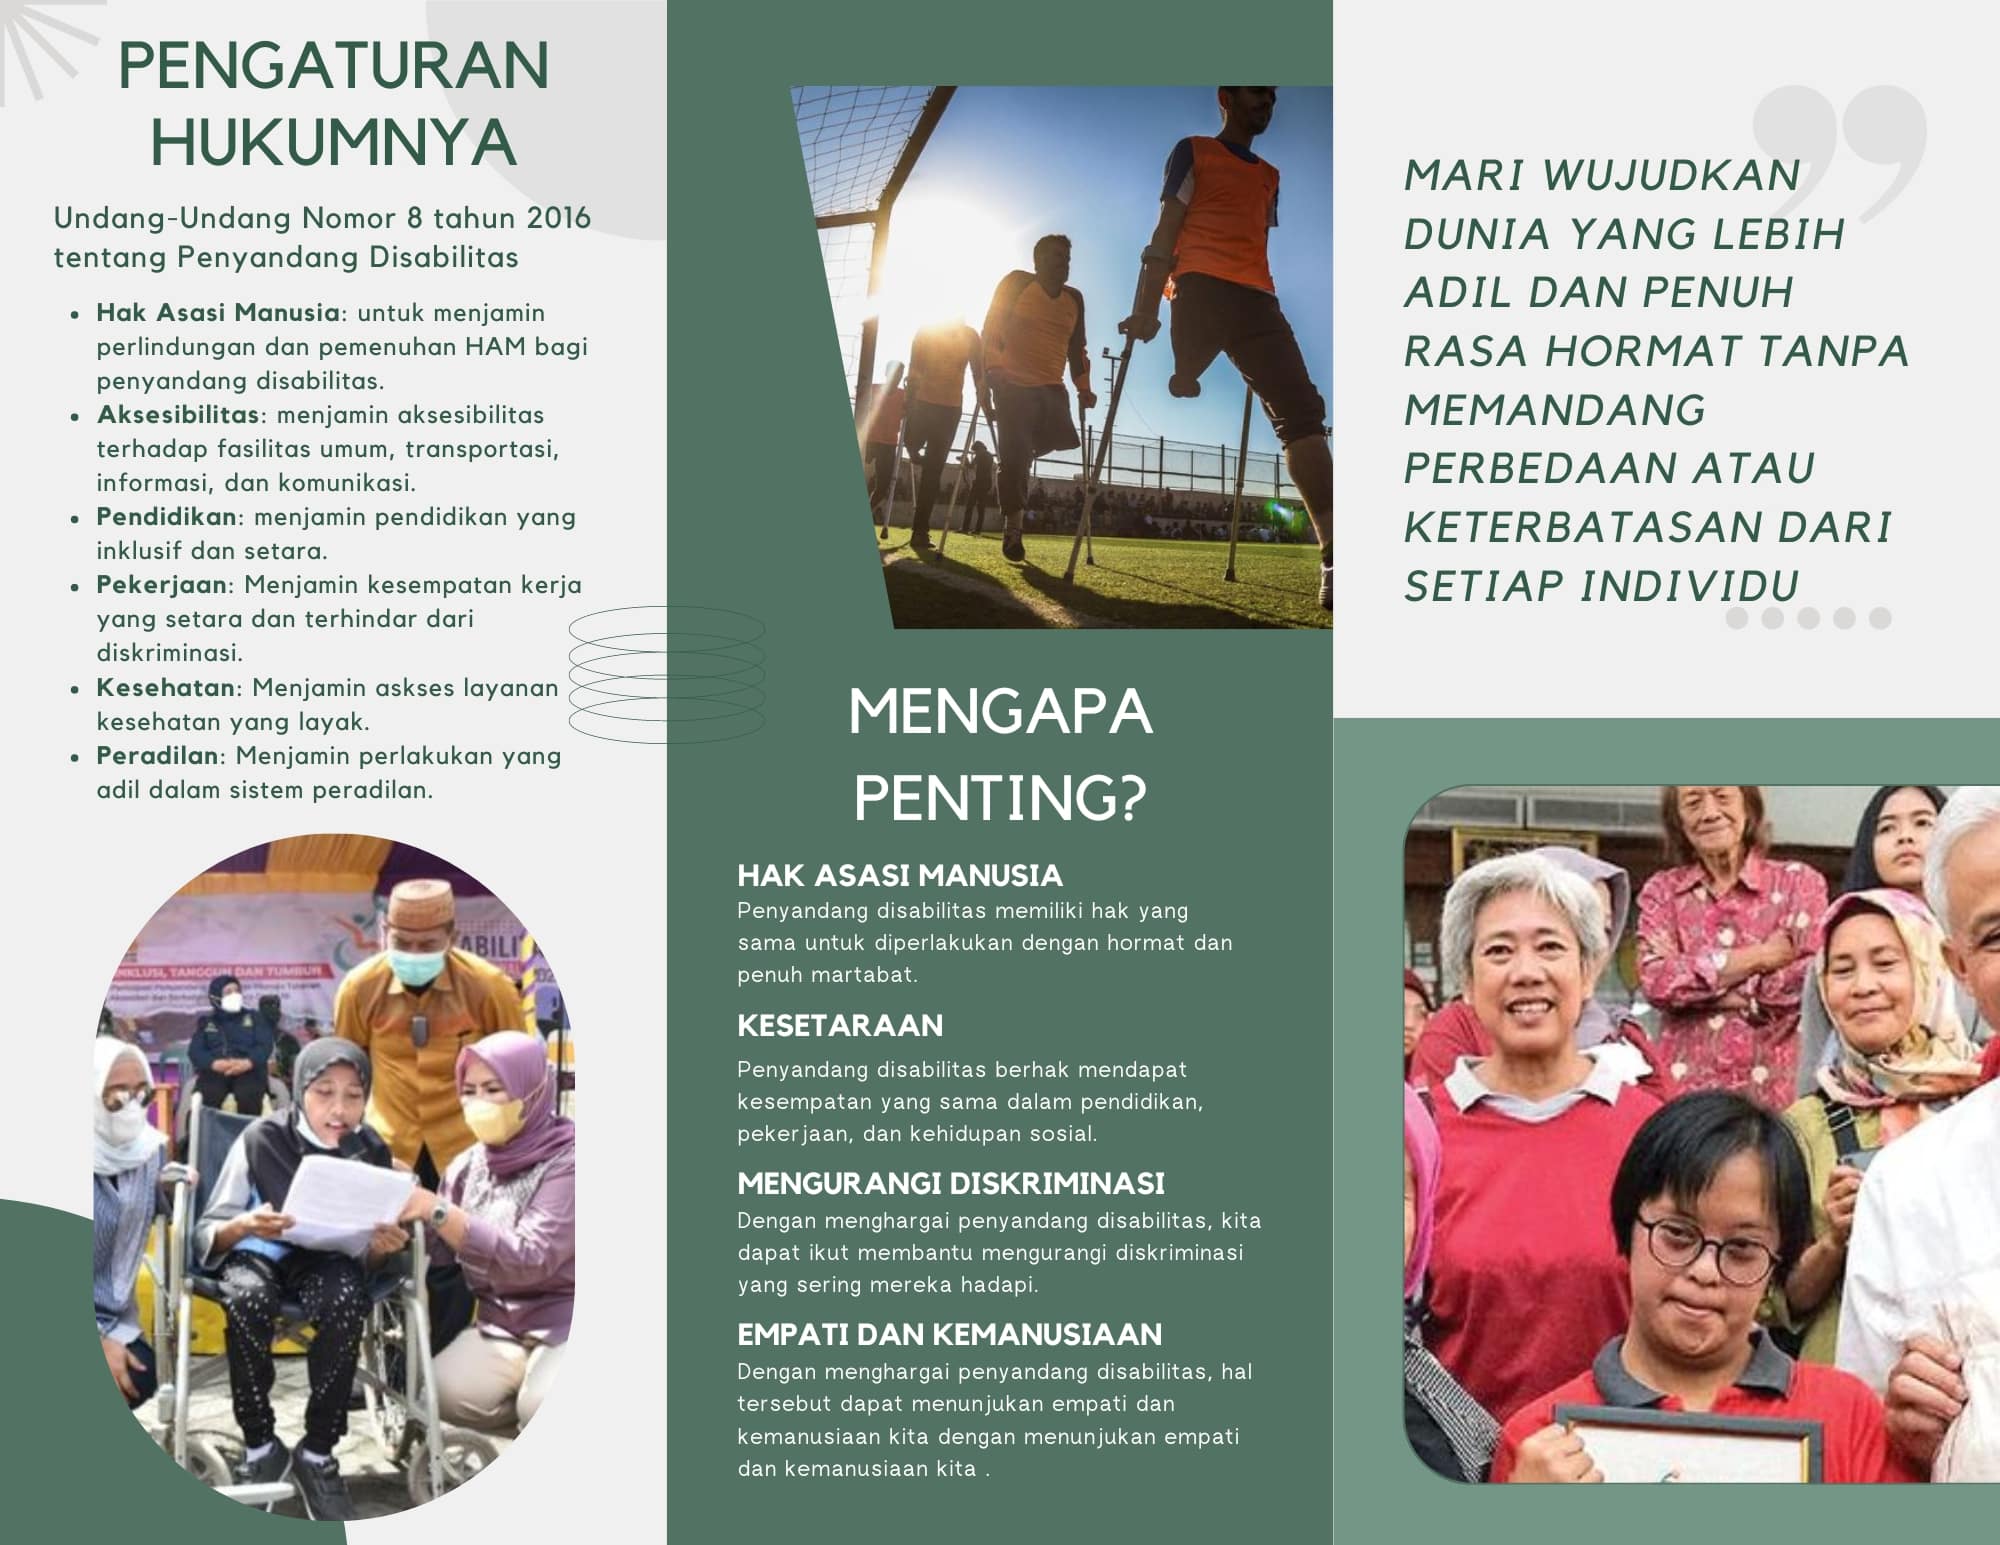 PENGATURAN
HUKUMNYA
Undang-Undang Nomor 8 tahun 2016
tentang Penyandang Disabilitas
• Hak Asasi Manusia: untuk menjamin
perlindungan dan pemenuhan HAM bagi
penyandang disabilitas.
• Aksesibilitas: menjamin aksesibilitas
terhadap fasilitas umum, transportasi,
informasi, dan komunikasi.
• Pendidikan: menjamin pendidikan yang
inklusif dan setara.
• Pekerjaan: Menjamin kesempatan kerja
yang setara dan terhindar dari
diskriminasi.
• Kesehatan: Menjamin askses layanan
kesehatan yang layak.
• Peradilan: Menjamin perlakukan yang
adil dalam sistem peradilan.
INKLUSI, TANGGUH DAN TUMBUH
MENGAPA
PENTING?
HAK ASASI MANUSIA
Penyandang disabilitas memiliki hak yang
sama untuk diperlakukan dengan hormat dan
penuh martabat.
KESETARAAN
Penyandang disabilitas berhak mendapat
kesempatan yang sama dalam pendidikan,
pekerjaan, dan kehidupan sosial.
MENGURANGI DISKRIMINASI
Dengan menghargai penyandang disabilitas, kita
dapat ikut membantu mengurangi diskriminasi
yang sering mereka hadapi.
EMPATI DAN KEMANUSIAAN
Dengan menghargai penyandang disabilitas, hal
tersebut dapat menunjukan empati dan
kemanusiaan kita dengan menunjukan empati
dan kemanusiaan kita .
”
MARI WUJUDKAN
DUNIA YANG LEBIH
ADIL DAN PENUH
RASA HORMAT TANPA
MEMANDANG
PERBEDAAN ATAU
KETERBATASAN DARI
SETIAP INDIVIDU